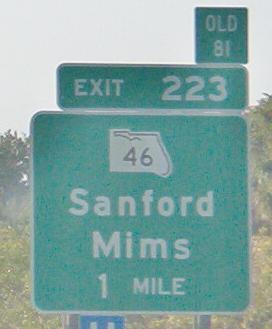 OLD
81
EXIT 223
46
Sanford
Mims
1 MILE